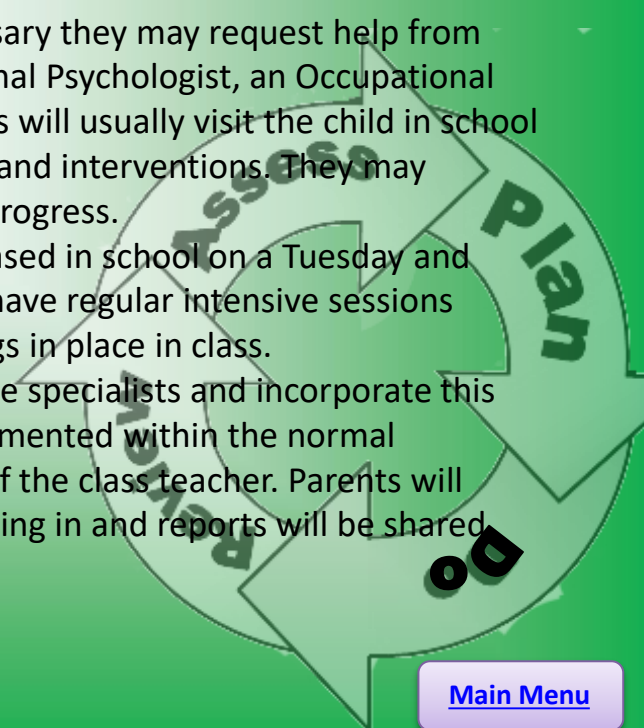 sary they may request help from
nal Psychologist, an Occupational
s will usually visit the child in school
and interventions. They may
rogress.
ased in school on a Tuesday and
have regular intensive sessions
gs in place in class.
e specialists and incorporate this
mented within the normal
of the class teacher. Parents will
ing in and reports will be shared
Assess
Plan
Do
Review
Main Menu